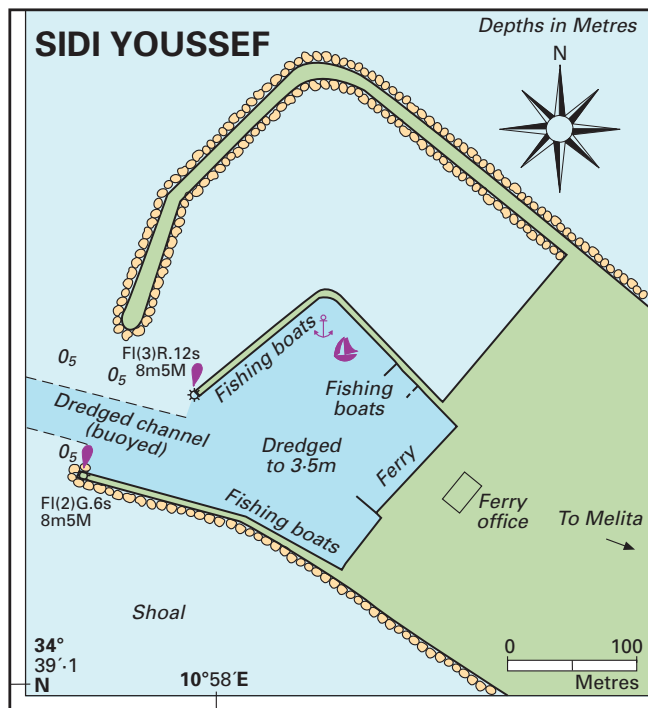 SIDI YOUSSEF
Depths in Metres
N
Fl(3)R.12s
8m5M
0₅
0₅
Fishing boats
Fishing
boats
Dredged channel
(buoyed)
Dredged
to 3·5m
Ferry
0₅
Fl(2)G.6s
8m5M
Fishing boats
Ferry
office
To Melita
Shoal
34°
39´·1
N
10°58´E
0 100
Metres